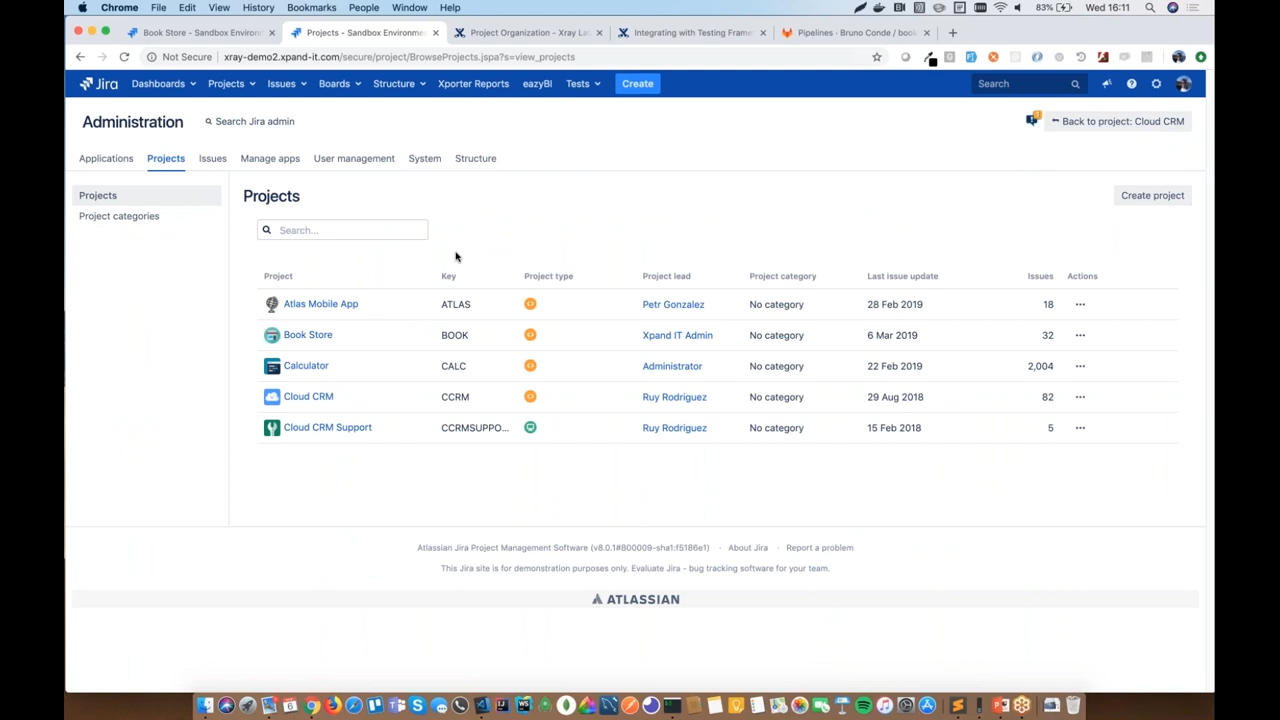 Chrome File Edit View History Bookmarks People Window Help 83% Wed 16:11
Book Store - Sandbox Environ × Projects - Sandbox Environme × Project Organization - Xray La × Integrating with Testing Frame × Pipelines · Bruno Conde / book ×
Not Secure xray-demo2.xpand-it.com/secure/project/BrowseProjects.jspa?s=view_projects
Jira Dashboards Projects Issues Boards Structure Xporter Reports eazyBI Tests Create Search
Administration Search Jira admin Back to project: Cloud CRM
Applications Projects Issues Manage apps User management System Structure
Projects
Project categories
Projects Create project
Search...
Project Key Project type Project lead Project category Last issue update Issues Actions
Atlas Mobile App ATLAS Petr Gonzalez No category 28 Feb 2019 18 ···
Book Store BOOK Xpand IT Admin No category 6 Mar 2019 32 ···
Calculator CALC Administrator No category 22 Feb 2019 2,004 ···
Cloud CRM CCRM Ruy Rodriguez No category 29 Aug 2018 82 ···
Cloud CRM Support CCRMSUPPO... Ruy Rodriguez No category 15 Feb 2018 5 ···
Atlassian Jira Project Management Software (v8.0.1#800009-sha1:f5186e1) · About Jira · Report a problem
This Jira site is for demonstration purposes only. Evaluate Jira - bug tracking software for your team.
ATLASSIAN